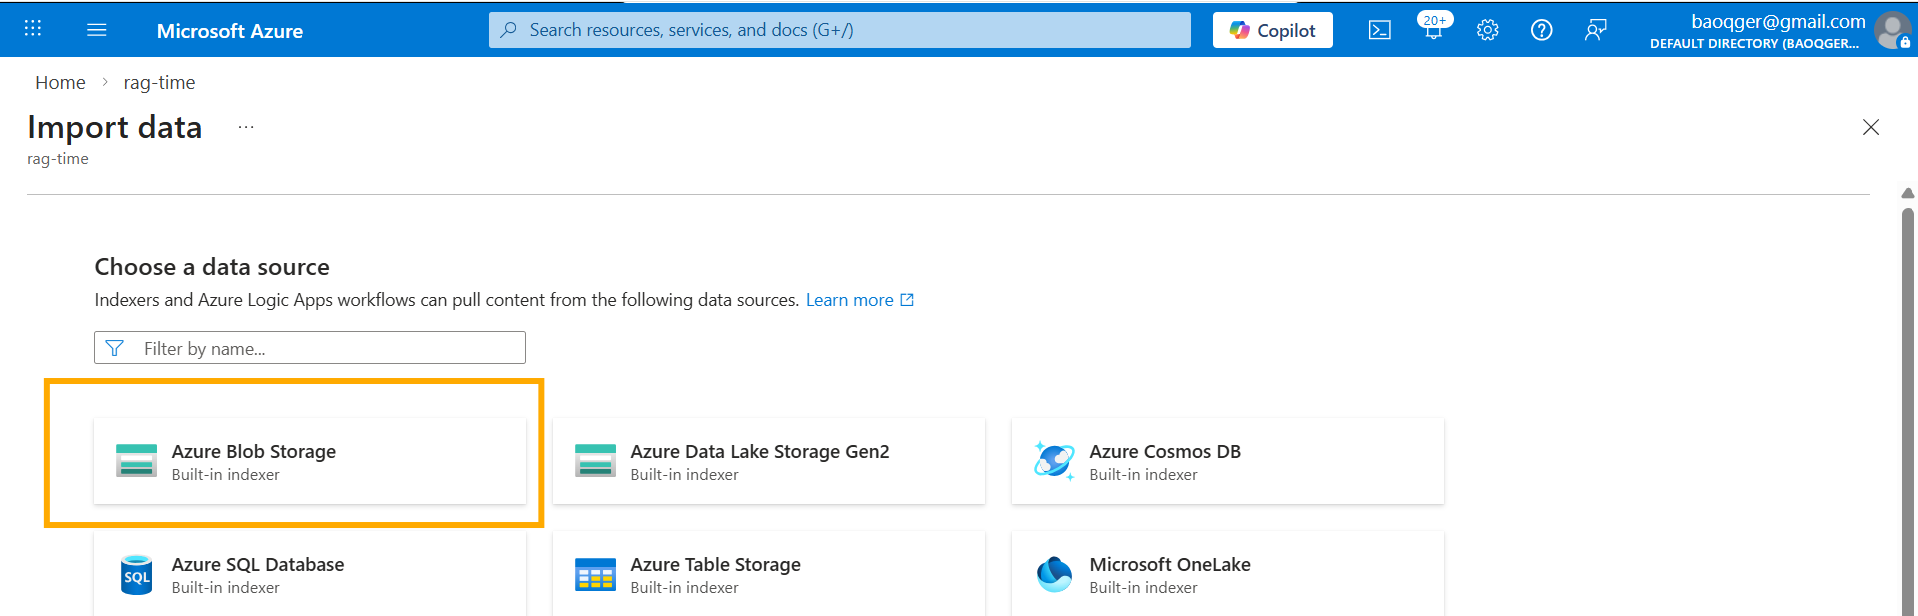 Microsoft Azure
Search resources, services, and docs (G+/)
Copilot
20+
baoqger@gmail.com
DEFAULT DIRECTORY (BAOQGER...
Home > rag-time
Import data ...
rag-time
Choose a data source
Indexers and Azure Logic Apps workflows can pull content from the following data sources. Learn more
Filter by name...
Azure Blob Storage
Built-in indexer
Azure Data Lake Storage Gen2
Built-in indexer
Azure Cosmos DB
Built-in indexer
SQL
Azure SQL Database
Built-in indexer
Azure Table Storage
Built-in indexer
Microsoft OneLake
Built-in indexer